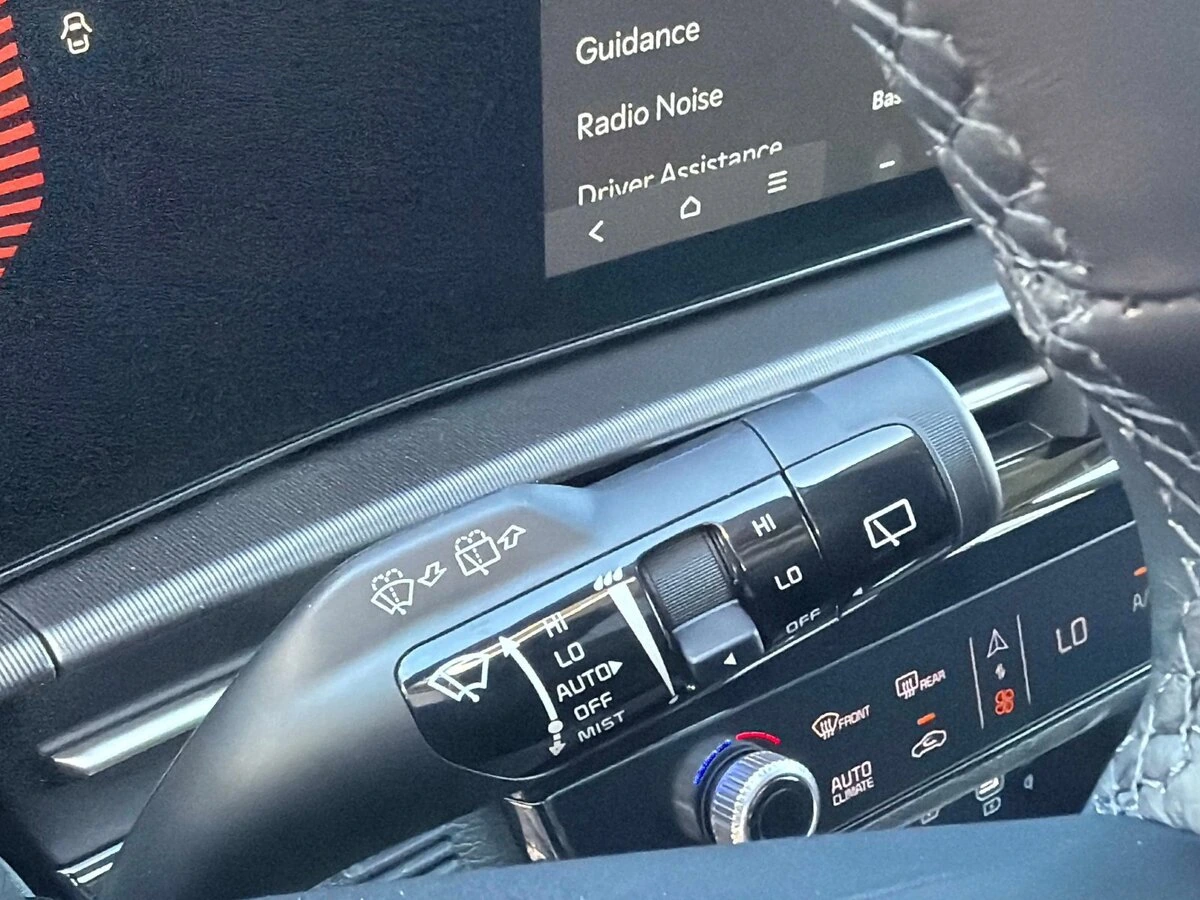 Guidance
Radio Noise
Driver Assistance
HI
LO
OFF
HI
LO
AUTO
OFF
MIST
FRONT
REAR
AUTO
CLIMATE
LO